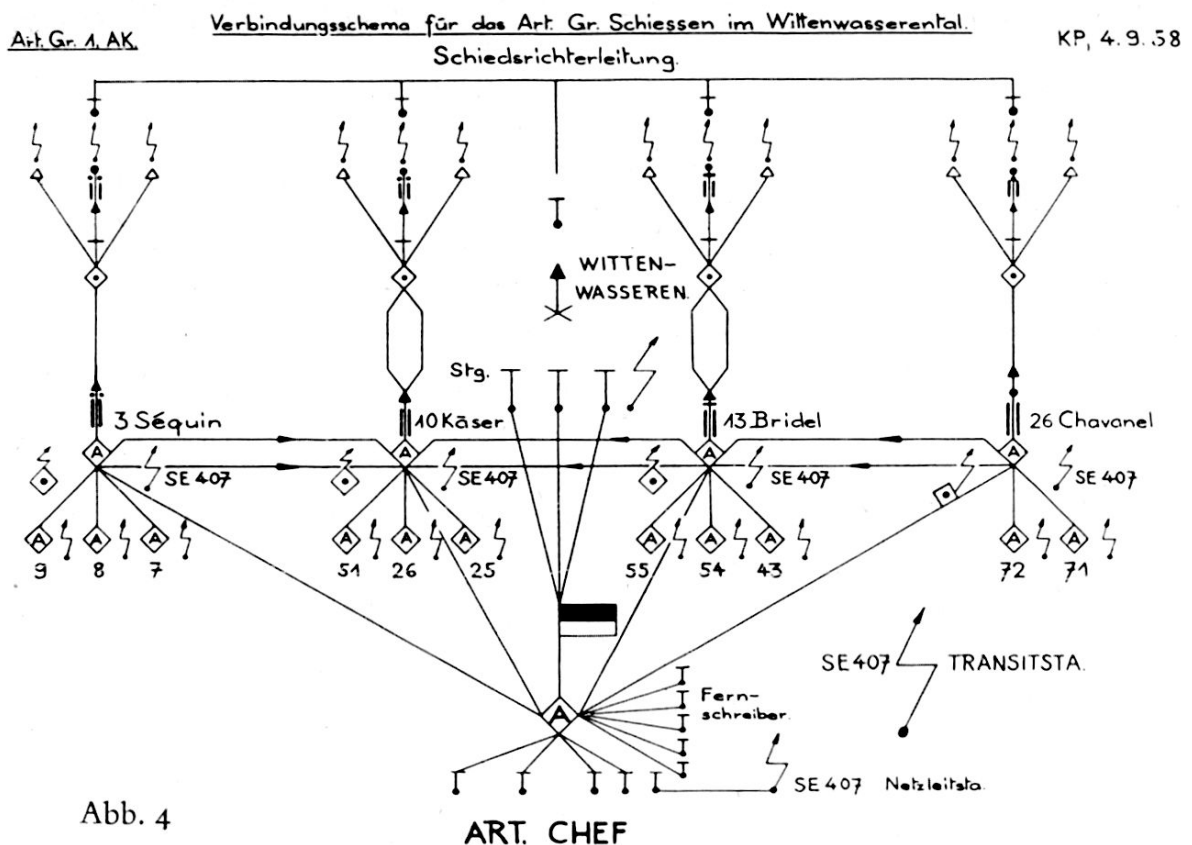 Verbindungsschema für das Art. Gr. Schiessen im Wittenwasserental.
Art. Gr. 1, AK.
Schiedsrichterleitung.
KP, 4. 9. 58
WITTEN-
WASSEREN.
Stg.
3 Séquin
10 Käser
13 Bridel
26 Chavanel
A
A
A
A
SE 407
SE 407
SE 407
SE 407
A
A
A
A
A
A
A
A
A
A
A
9
8
7
51
26
25
55
54
43
72
71
SE 407
TRANSITSTA.
A
Fern-
schreiber.
SE 407 Netzleitsta.
Abb. 4
ART. CHEF